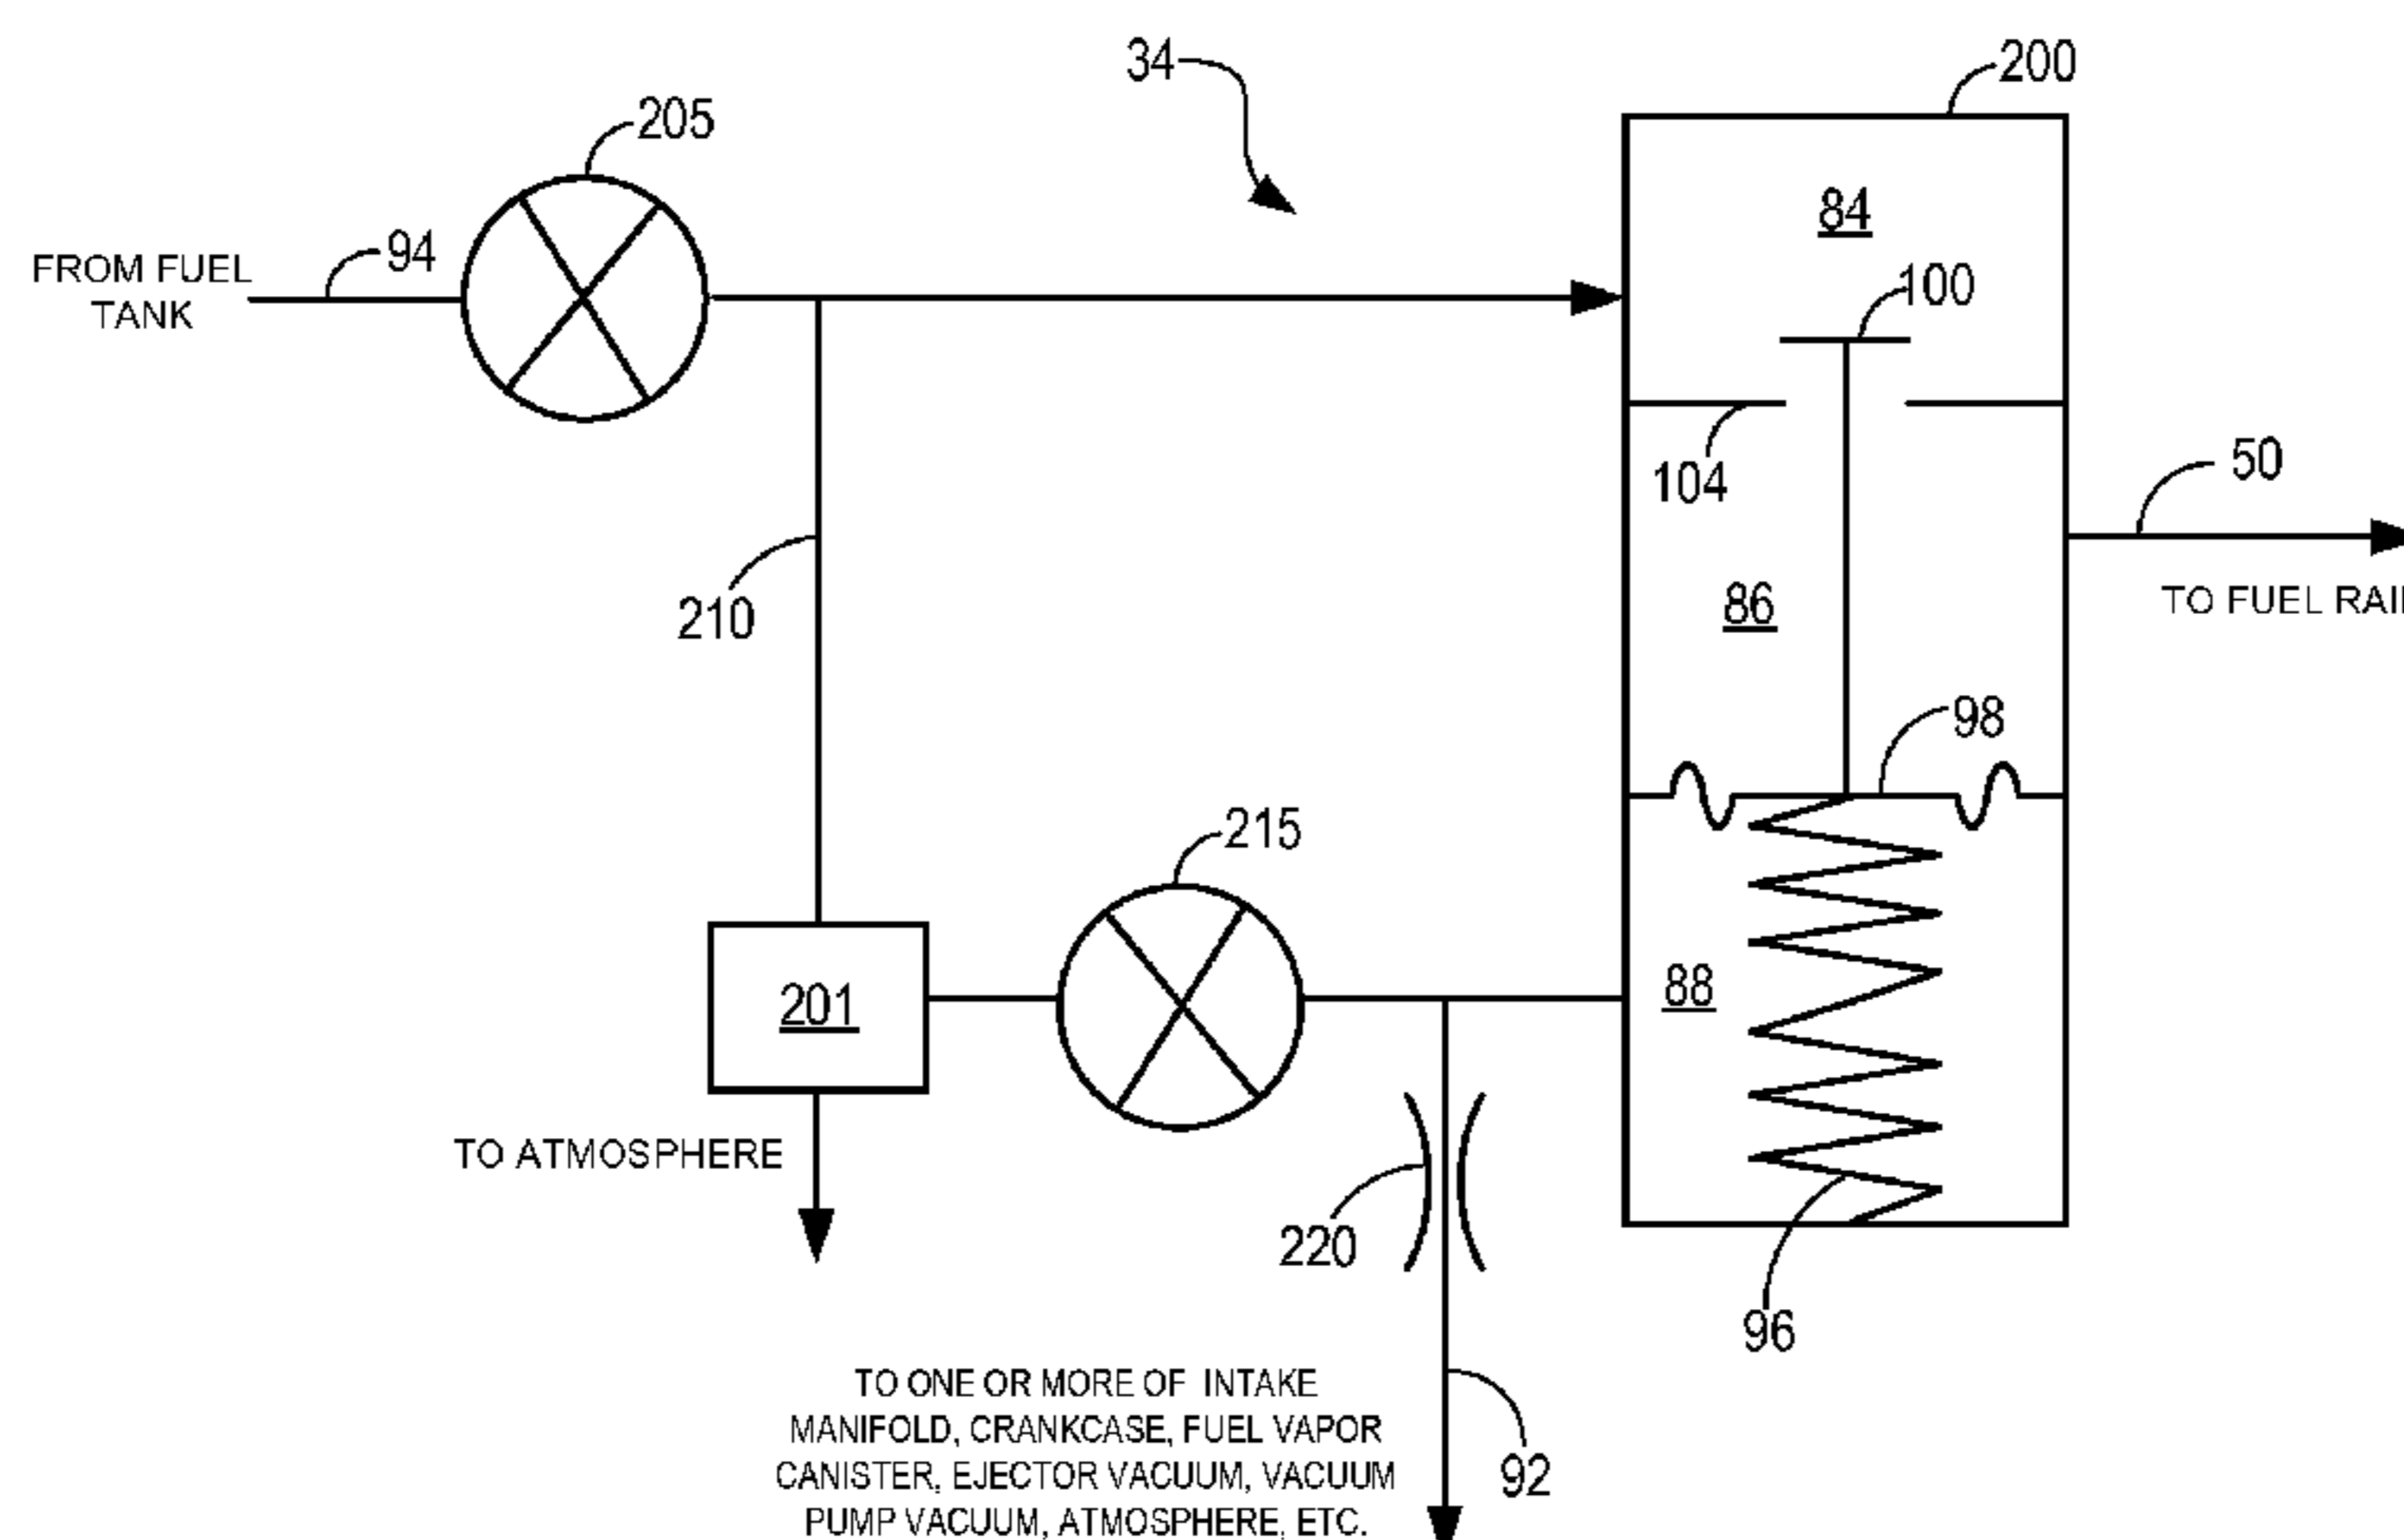 34
200
205
84
FROM FUEL
TANK
94
100
104
50
210
86
TO FUEL RAI
98
215
201
88
TO ATMOSPHERE
220
96
TO ONE OR MORE OF INTAKE
MANIFOLD, CRANKCASE, FUEL VAPOR
CANISTER, EJECTOR VACUUM, VACUUM
PUMP VACUUM, ATMOSPHERE, ETC.
92